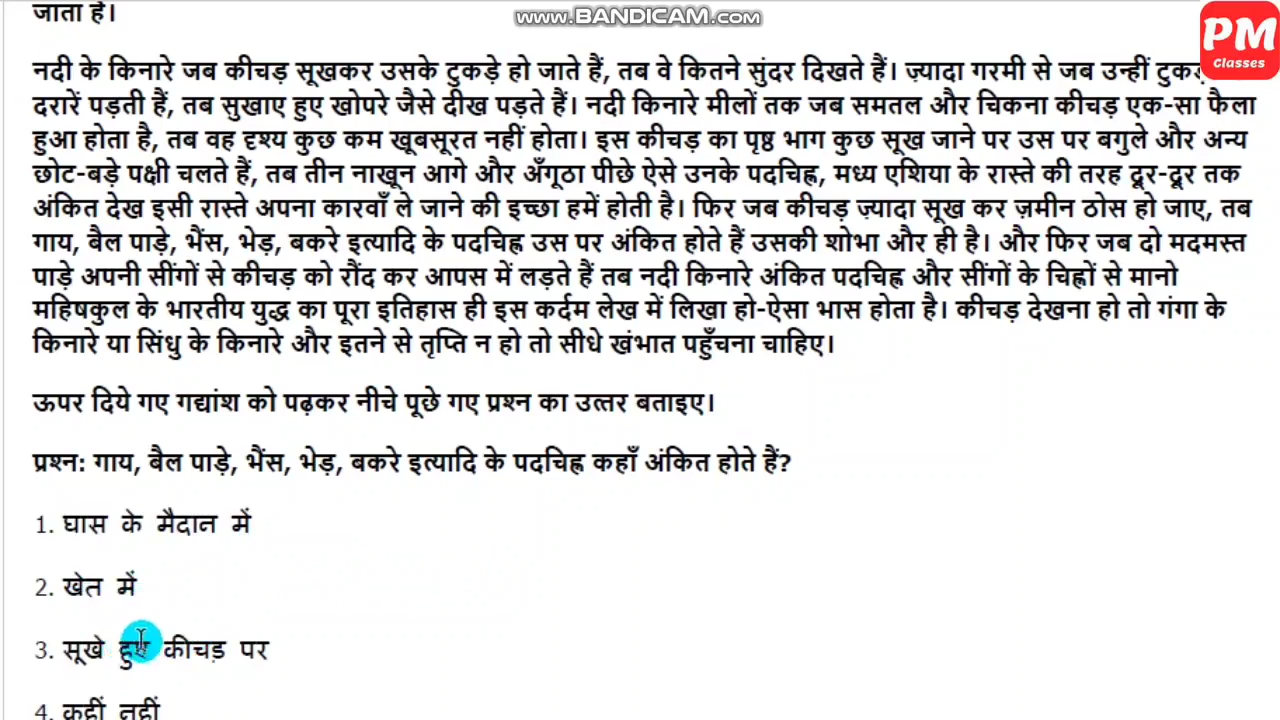 www.BANDICAM.com
जाता है।
PM
Classes
नदी के किनारे जब कीचड़ सूखकर उसके टुकड़े हो जाते हैं, तब वे कितने सुंदर दिखते हैं। ज़्यादा गरमी से जब उन्हीं
दरारें पड़ती हैं, तब सुखाए हुए खोपरे जैसे दीख पड़ते हैं। नदी किनारे मीलों तक जब समतल और चिकना कीचड़ एक-सा फैला
हुआ होता है, तब वह दृश्य कुछ कम खूबसूरत नहीं होता। इस कीचड़ का पृष्ठ भाग कुछ सूख जाने पर उस पर बगुले और अन्य
छोट-बड़े पक्षी चलते हैं, तब तीन नाखून आगे और अँगूठा पीछे ऐसे उनके पदचिह्न, मध्य एशिया के रास्ते की तरह दूर-दूर तक
अंकित देख इसी रास्ते अपना कारवाँ ले जाने की इच्छा हमें होती है। फिर जब कीचड़ ज़्यादा सूख कर ज़मीन ठोस हो जाए, तब
गाय, बैल पाड़े, भैंस, भेड़, बकरे इत्यादि के पदचिह्न उस पर अंकित होते हैं उसकी शोभा और ही है। और फिर जब दो मदमस्त
पाड़े अपनी सींगों से कीचड़ को रौंद कर आपस में लड़ते हैं तब नदी किनारे अंकित पदचिह्न और सींगों के चिह्नों से मानो
महिषकुल के भारतीय युद्ध का पूरा इतिहास ही इस कर्दम लेख में लिखा हो-ऐसा भास होता है। कीचड़ देखना हो तो गंगा के
किनारे या सिंधु के किनारे और इतने से तृप्ति न हो तो सीधे खंभात पहुँचना चाहिए।
ऊपर दिये गए गद्यांश को पढ़कर नीचे पूछे गए प्रश्न का उत्तर बताइए।
प्रश्न: गाय, बैल पाड़े, भैंस, भेड़, बकरे इत्यादि के पदचिह्न कहाँ अंकित होते हैं?
1. घास के मैदान में
2. खेत में
3. सूखे हुए कीचड़ पर
4. कहीं नहीं